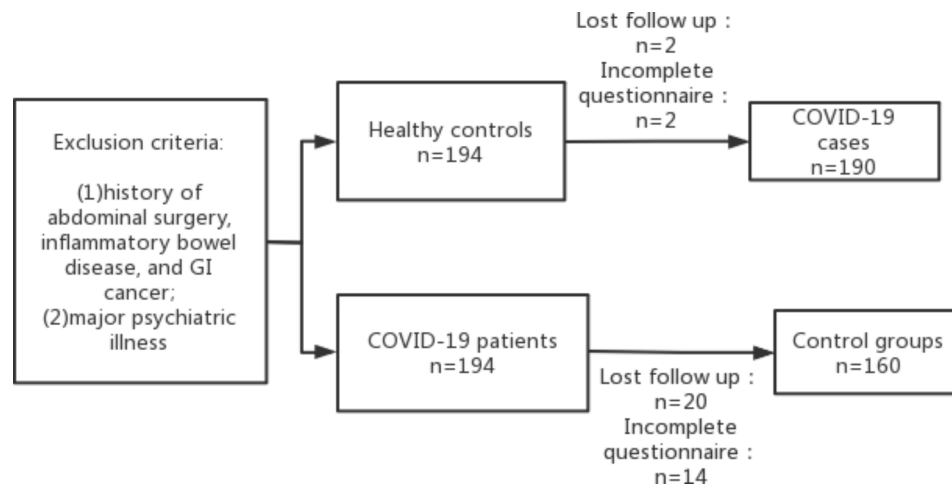 Exclusion criteria:
(1)history of
abdominal surgery,
inflammatory bowel
disease, and GI
cancer;
(2)major psychiatric
illness
Healthy controls
n=194
Lost follow up :
n=2
Incomplete
questionnaire :
n=2
COVID-19
cases
n=190
COVID-19 patients
n=194
Lost follow up :
n=20
Incomplete
questionnaire :
n=14
Control groups
n=160